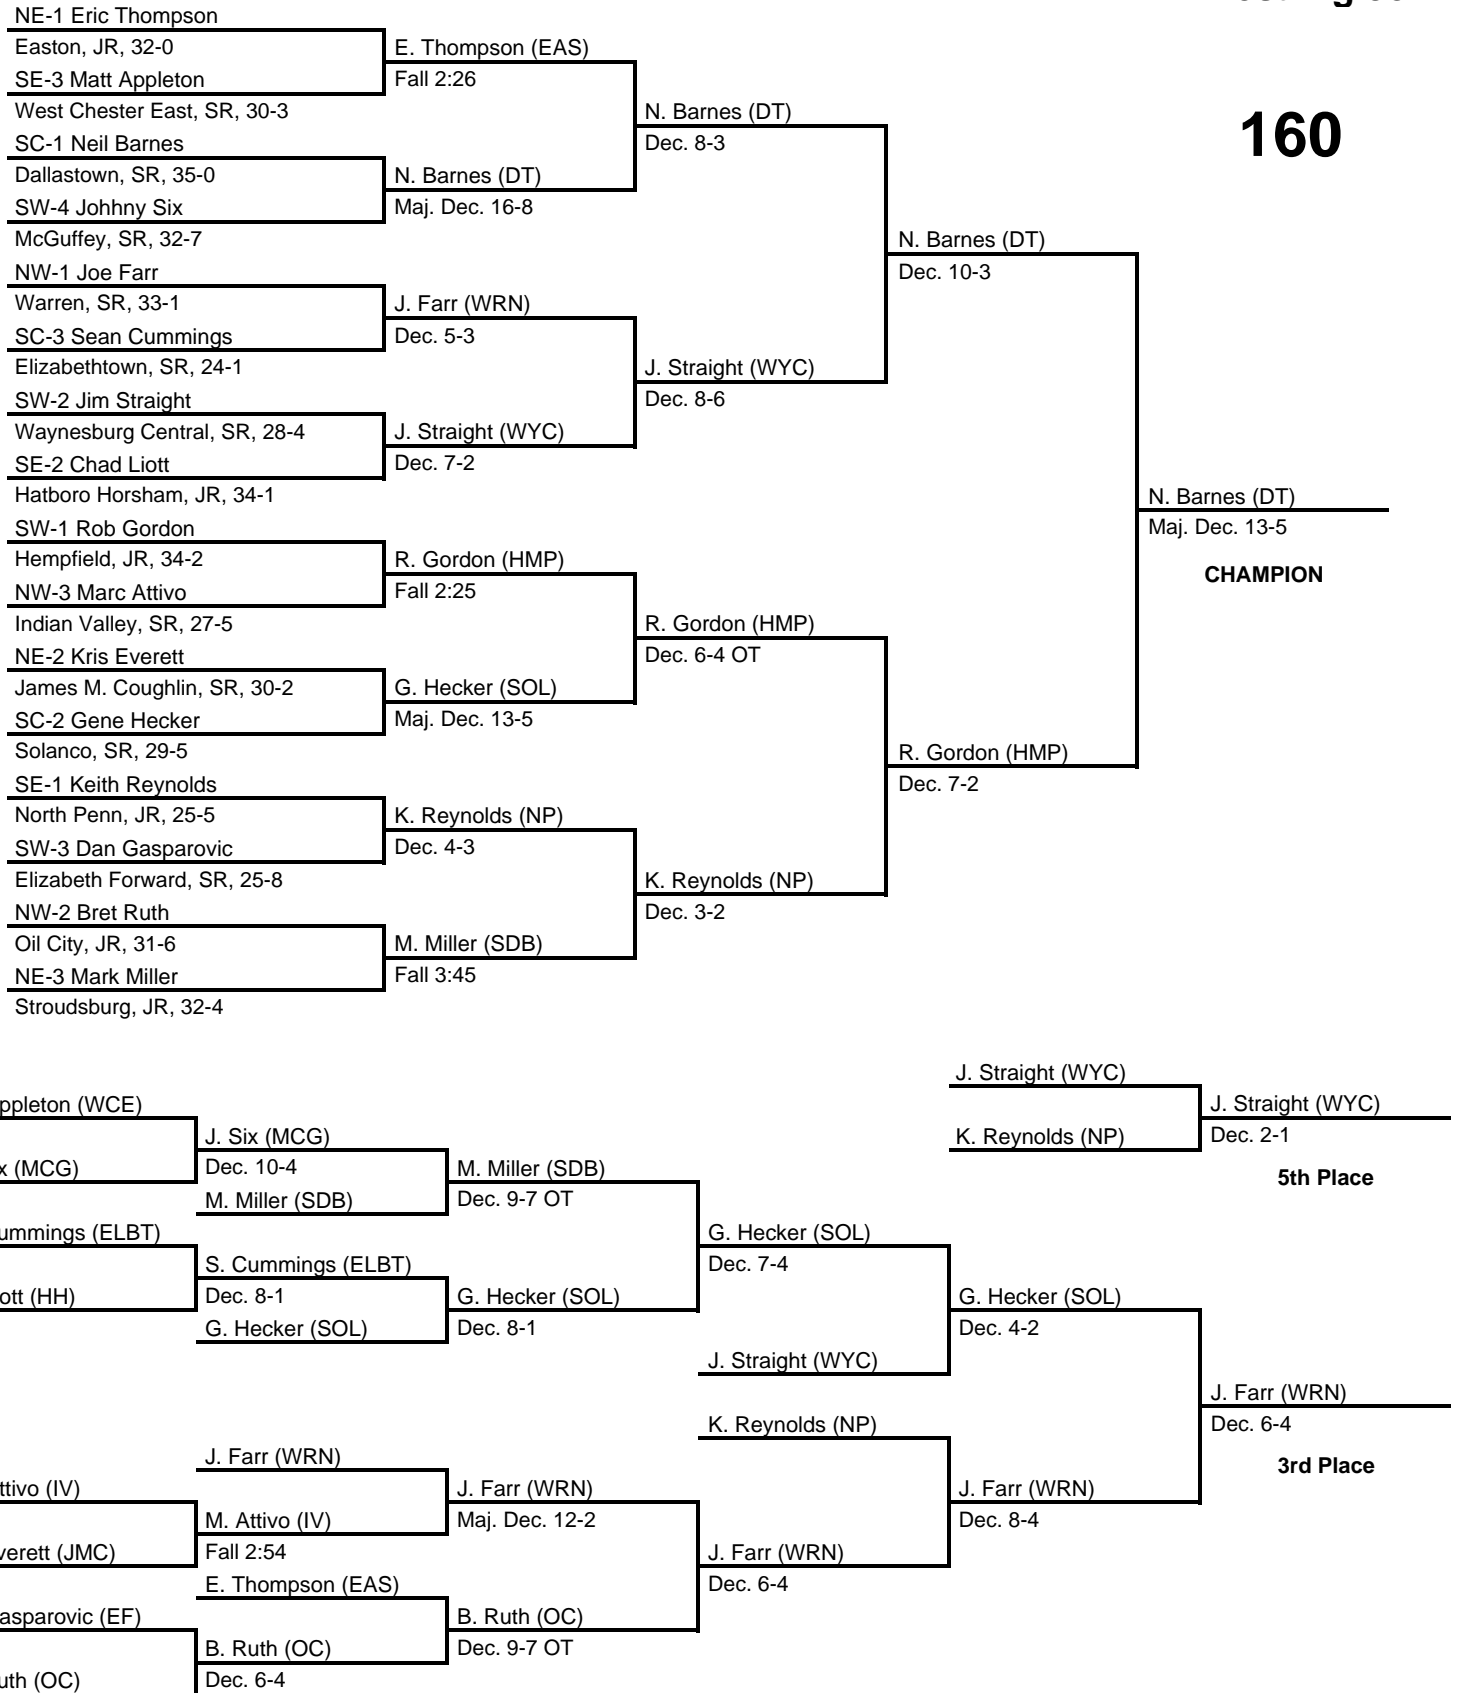 NE-1 Eric Thompson
Easton, JR, 32-0
E. Thompson (EAS)
SE-3 Matt Appleton
Fall 2:26
West Chester East, SR, 30-3
N. Barnes (DT)
160
SC-1 Neil Barnes
Dec. 8-3
Dallastown, SR, 35-0
N. Barnes (DT)
SW-4 Johhny Six
Maj. Dec. 16-8
McGuffey, SR, 32-7
N. Barnes (DT)
NW-1 Joe Farr
Dec. 10-3
Warren, SR, 33-1
J. Farr (WRN)
SC-3 Sean Cummings
Dec. 5-3
Elizabethtown, SR, 24-1
J. Straight (WYC)
SW-2 Jim Straight
Dec. 8-6
Waynesburg Central, SR, 28-4
J. Straight (WYC)
SE-2 Chad Liott
Dec. 7-2
Hatboro Horsham, JR, 34-1
N. Barnes (DT)
SW-1 Rob Gordon
Maj. Dec. 13-5
Hempfield, JR, 34-2
R. Gordon (HMP)
CHAMPION
NW-3 Marc Attivo
Fall 2:25
Indian Valley, SR, 27-5
R. Gordon (HMP)
NE-2 Kris Everett
Dec. 6-4 OT
James M. Coughlin, SR, 30-2
G. Hecker (SOL)
SC-2 Gene Hecker
Maj. Dec. 13-5
Solanco, SR, 29-5
R. Gordon (HMP)
SE-1 Keith Reynolds
Dec. 7-2
North Penn, JR, 25-5
K. Reynolds (NP)
SW-3 Dan Gasparovic
Dec. 4-3
Elizabeth Forward, SR, 25-8
K. Reynolds (NP)
NW-2 Bret Ruth
Dec. 3-2
Oil City, JR, 31-6
M. Miller (SDB)
NE-3 Mark Miller
Fall 3:45
Stroudsburg, JR, 32-4
J. Straight (WYC)
ppleton (WCE)
J. Straight (WYC)
J. Six (MCG)
K. Reynolds (NP)
Dec. 2-1
x (MCG)
Dec. 10-4
M. Miller (SDB)
5th Place
M. Miller (SDB)
Dec. 9-7 OT
ummings (ELBT)
G. Hecker (SOL)
S. Cummings (ELBT)
Dec. 7-4
ott (HH)
Dec. 8-1
G. Hecker (SOL)
G. Hecker (SOL)
G. Hecker (SOL)
Dec. 8-1
Dec. 4-2
J. Straight (WYC)
J. Farr (WRN)
K. Reynolds (NP)
Dec. 6-4
J. Farr (WRN)
3rd Place
ttivo (IV)
J. Farr (WRN)
J. Farr (WRN)
M. Attivo (IV)
Maj. Dec. 12-2
Dec. 8-4
verett (JMC)
Fall 2:54
J. Farr (WRN)
E. Thompson (EAS)
Dec. 6-4
asparovic (EF)
B. Ruth (OC)
B. Ruth (OC)
Dec. 9-7 OT
uth (OC)
Dec. 6-4